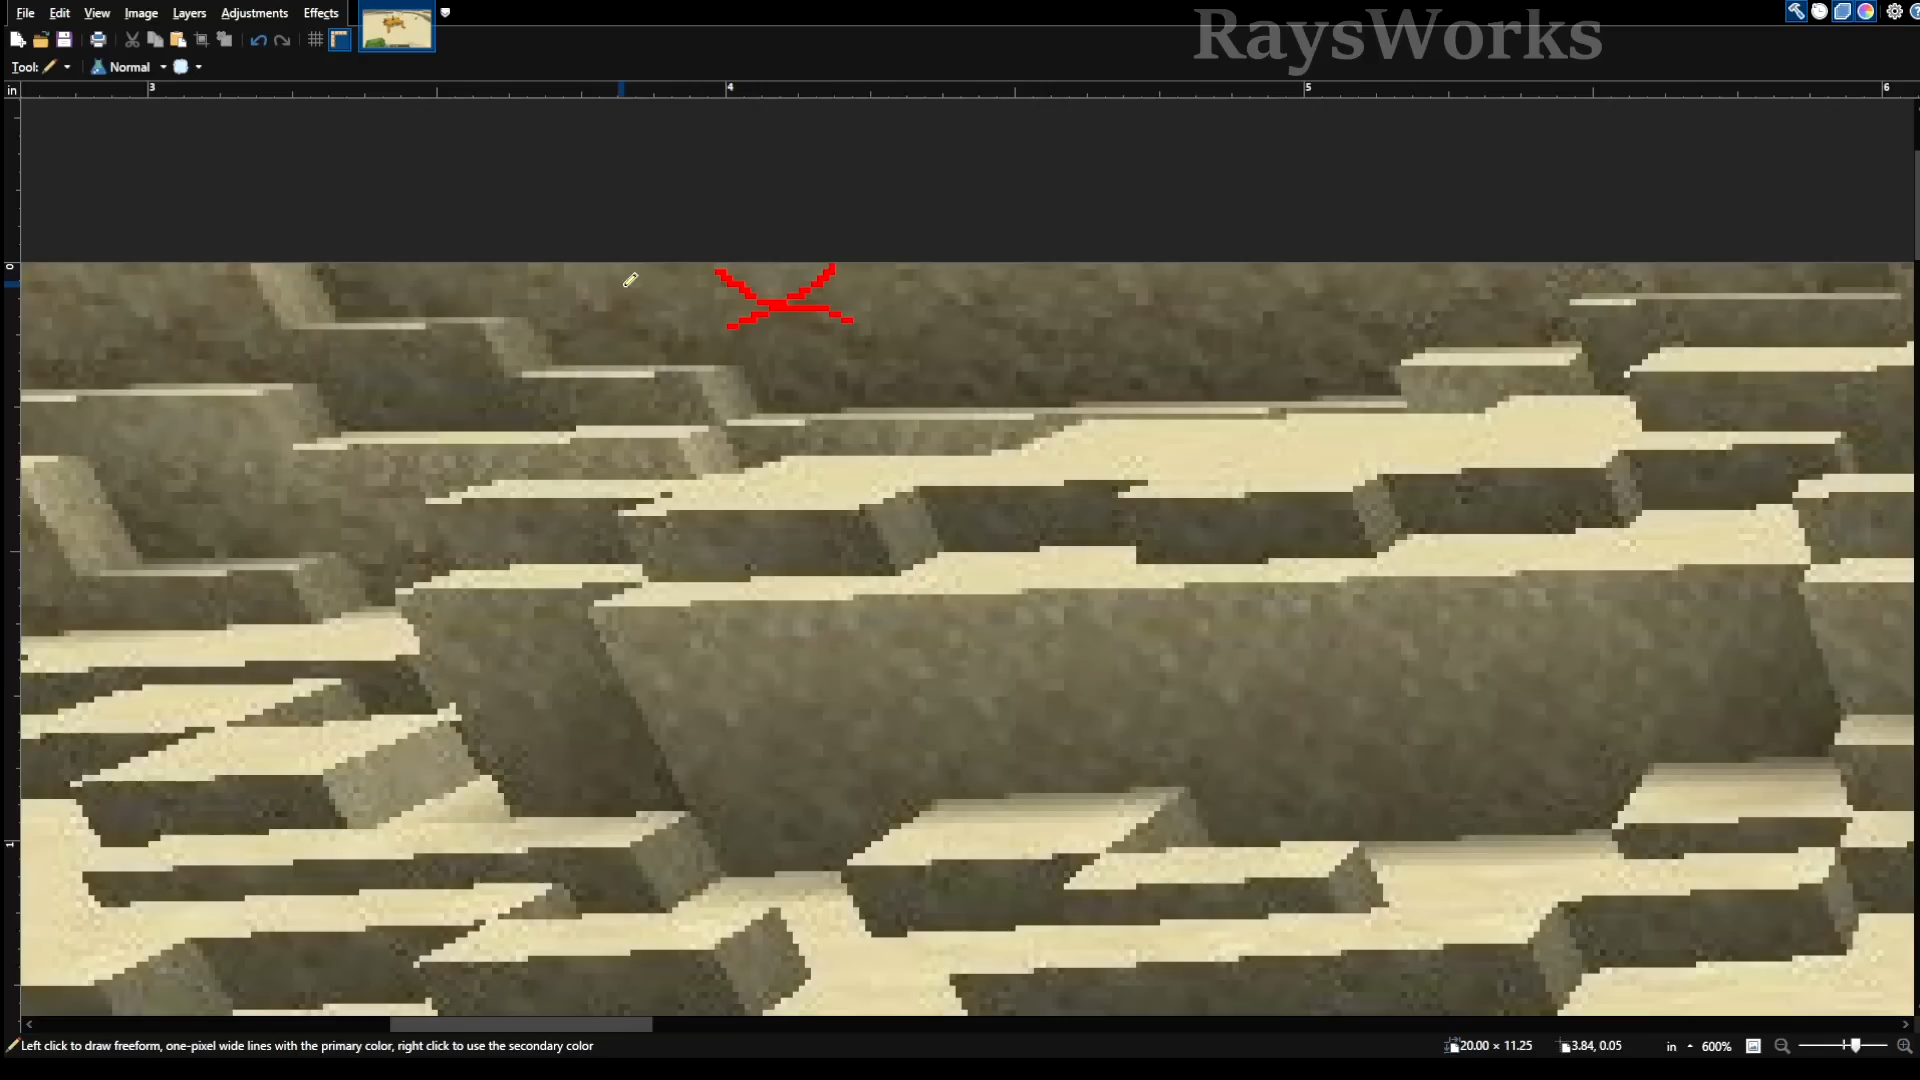 File Edit View Image Layers Adjustments Effects
RaysWorks
Tool: Normal
in 3 4 5 6
0
1
Left click to draw freeform, one-pixel wide lines with the primary color, right click to use the secondary color 20.00 × 11.25 3.84, 0.05 in 600%